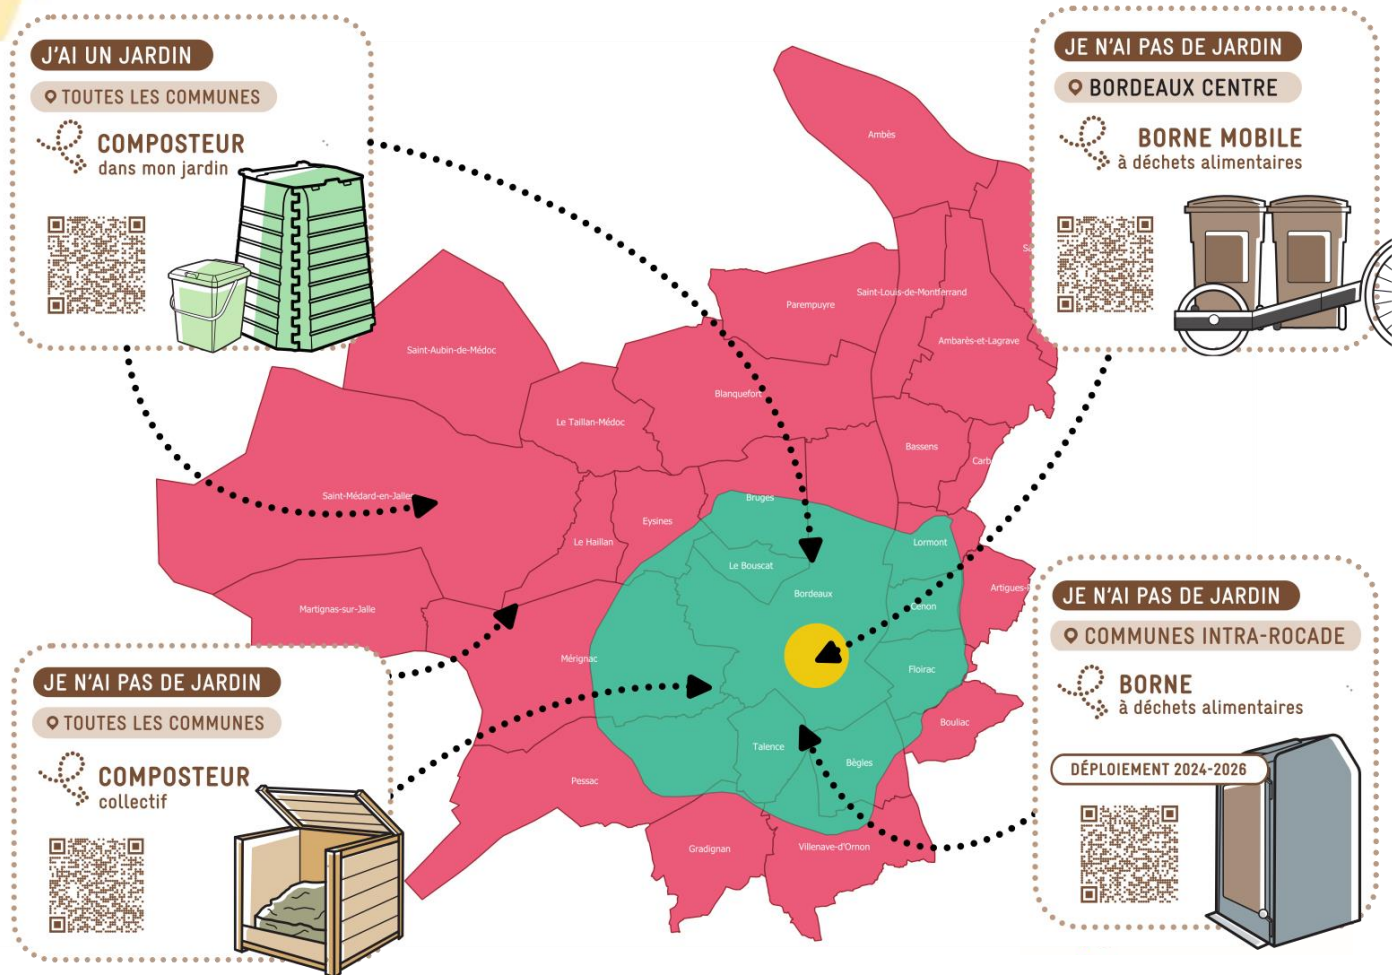 J'AI UN JARDIN
TOUTES LES COMMUNES
COMPOSTEUR
dans mon jardin
JE N'AI PAS DE JARDIN
BORDEAUX CENTRE
BORNE MOBILE
à déchets alimentaires
Ambès
Parempuyre
Saint-Louis-de-Montferrand
Ambarès-et-Lagrave
Saint-Aubin-de-Médoc
Blanquefort
Le Taillan-Médoc
Bassens
Carb
Saint-Médard-en-Jalles
Bruges
Eysines
Le Haillan
Lormont
Le Bouscat
Bordeaux
Artigues-
Cenon
Martignas-sur-Jalle
Mérignac
Floirac
Bouliac
Talence
Bègles
Pessac
Gradignan
Villenave-d'Ornon
JE N'AI PAS DE JARDIN
TOUTES LES COMMUNES
COMPOSTEUR
collectif
JE N'AI PAS DE JARDIN
COMMUNES INTRA-ROCADE
BORNE
à déchets alimentaires
DÉPLOIEMENT 2024-2026